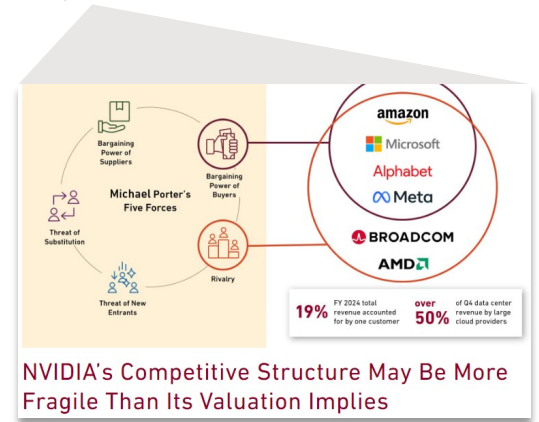 Bargaining
Power of
Suppliers
Michael Porter's
Five Forces
Bargaining
Power of
Buyers
Threat of
Substitution
Rivalry
Threat of New
Entrants
amazon
Microsoft
Alphabet
Meta
BROADCOM
AMD
19%
FY 2024 total
revenue accounted
for by one customer
over
50%
of Q4 data center
revenue by large
cloud providers
NVIDIA's Competitive Structure May Be More
Fragile Than Its Valuation Implies